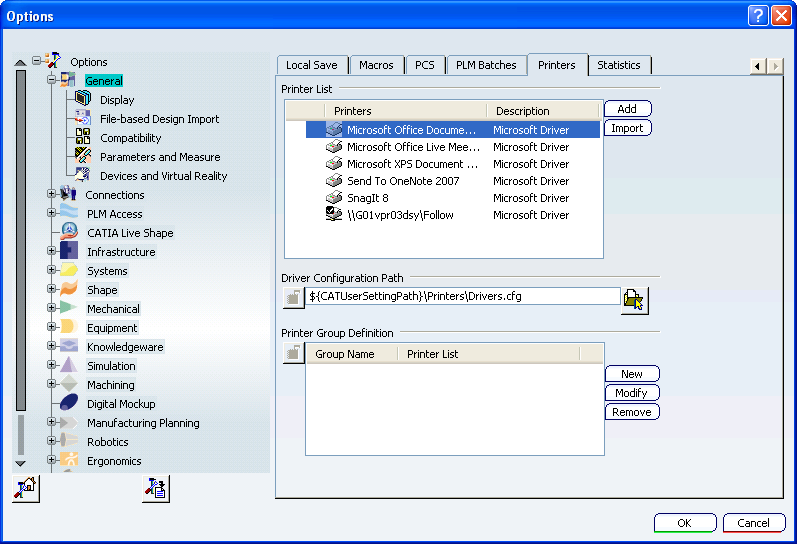 Options
Options
General
Display
File-based Design Import
Compatibility
Parameters and Measure
Devices and Virtual Reality
Connections
PLM Access
CATIA Live Shape
Infrastructure
Systems
Shape
Mechanical
Equipment
Knowledgeware
Simulation
Machining
Digital Mockup
Manufacturing Planning
Robotics
Ergonomics
Local Save Macros PCS PLM Batches Printers Statistics
Printer List
Printers Description
Microsoft Office Docume... Microsoft Driver
Microsoft Office Live Mee... Microsoft Driver
Microsoft XPS Document ... Microsoft Driver
Send To OneNote 2007 Microsoft Driver
SnagIt 8 Microsoft Driver
\\G01vpr03dsy\Follow Microsoft Driver
Add
Import
Driver Configuration Path
${CATUserSettingPath}\Printers\Drivers.cfg
Printer Group Definition
Group Name Printer List
New
Modify
Remove
OK Cancel